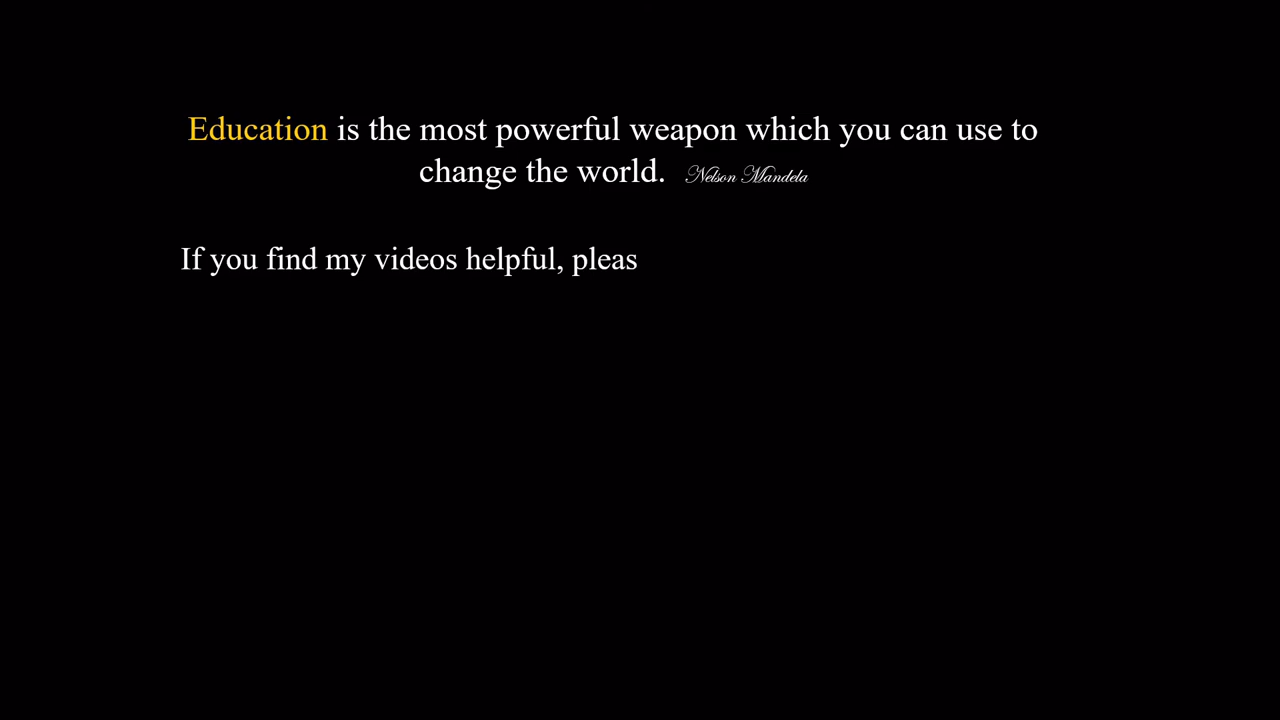 Education is the most powerful weapon which you can use to
change the world. Nelson Mandela
If you find my videos helpful, pleas